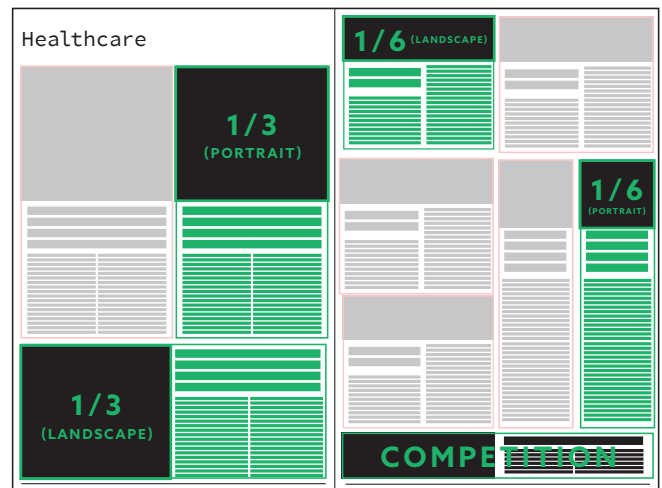 Healthcare
1/3
(PORTRAIT)
1/3
(LANDSCAPE)
1/6 (LANDSCAPE)
1/6
(PORTRAIT)
COMPETITION